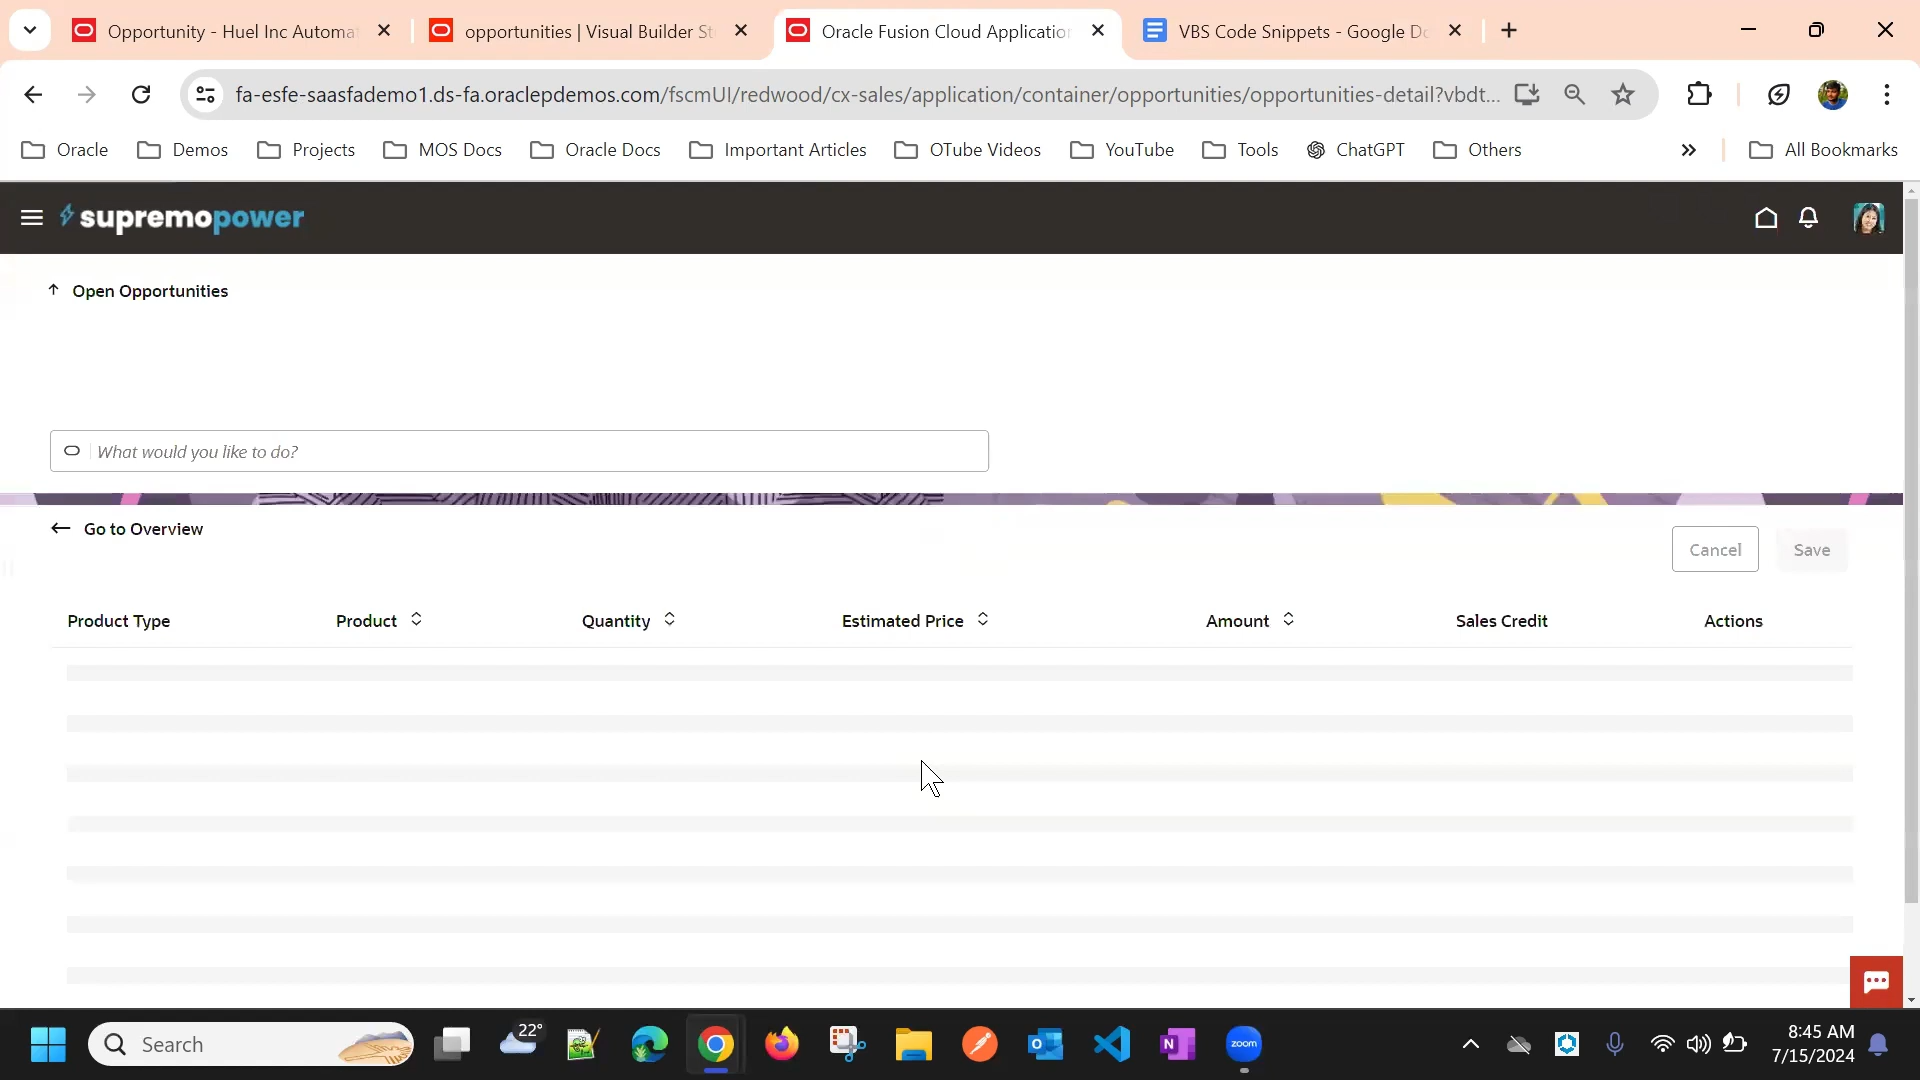 Opportunity - Huel Inc Automa
opportunities | Visual Builder St
Oracle Fusion Cloud Application
VBS Code Snippets - Google Do
fa-esfe-saasfademo1.ds-fa.oraclepdemos.com/fscmUI/redwood/cx-sales/application/container/opportunities/opportunities-detail?vbdt...
Oracle
Demos
Projects
MOS Docs
Oracle Docs
Important Articles
OTube Videos
YouTube
Tools
ChatGPT
Others
All Bookmarks
supremopower
Open Opportunities
What would you like to do?
Go to Overview
Cancel
Save
Product Type
Product
Quantity
Estimated Price
Amount
Sales Credit
Actions
Search
22°
zoom
8:45 AM
7/15/2024